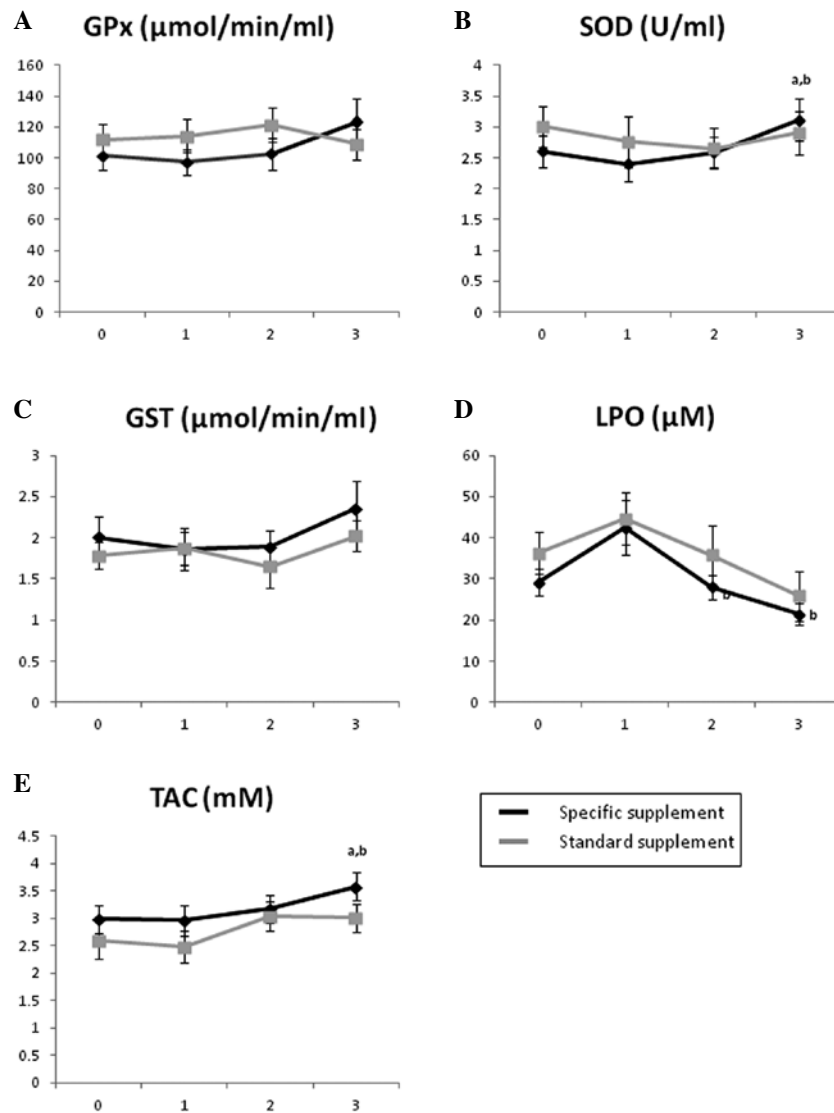 A
GPx (μmol/min/ml)
160
140
120
100
80
60
40
20
0
0 1 2 3
B
SOD (U/ml)
4
3.5
3
2.5
2
1.5
1
0.5
0
a,b
0 1 2 3
C
GST (μmol/min/ml)
3
2.5
2
1.5
1
0.5
0
0 1 2 3
D
LPO (μM)
60
50
40
30
20
10
0
b
b
0 1 2 3
E
TAC (mM)
4.5
4
3.5
3
2.5
2
1.5
1
0.5
0
a,b
0 1 2 3
Specific supplement
Standard supplement